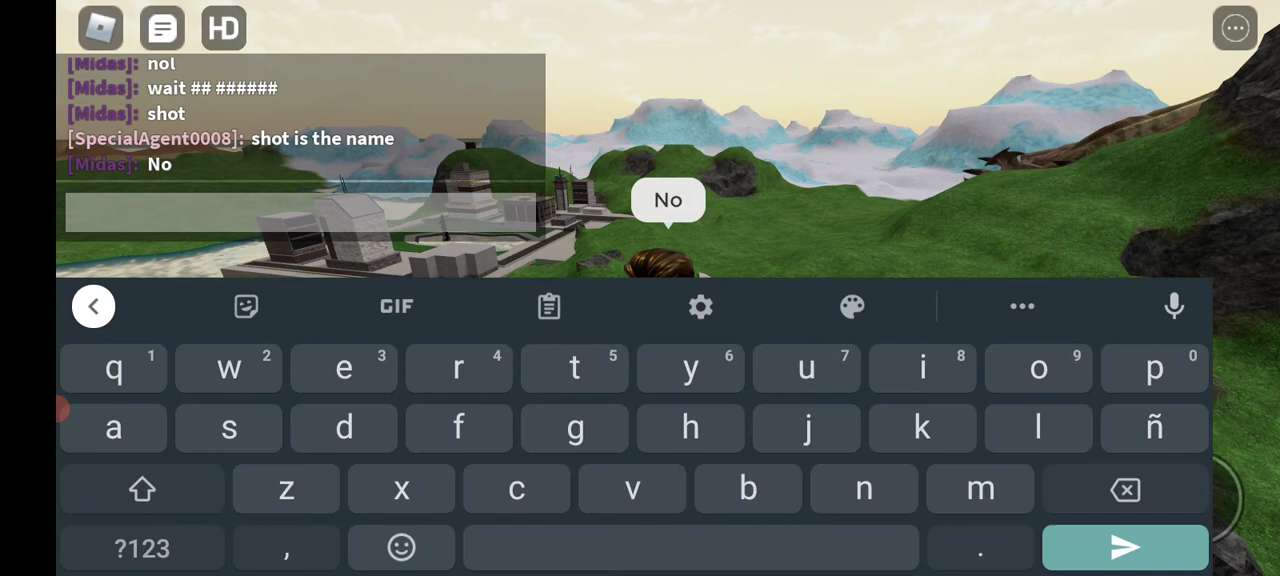 HD
[Midas]: nol
[Midas]: wait ## ######
[Midas]: shot
[SpecialAgent0008]: shot is the name
[Midas]: No
No
GIF
q 1 w 2 e 3 r 4 t 5 y 6 u 7 i 8 o 9 p 0
a s d f g h j k l ñ
z x c v b n m
?123 , .